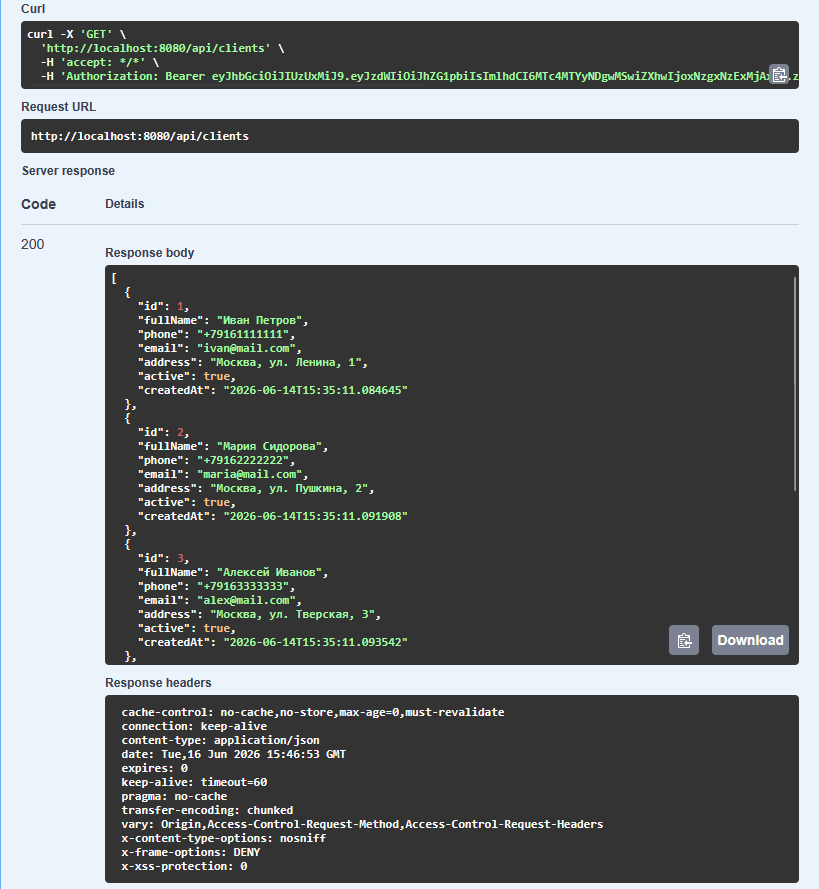 Curl
curl -X 'GET' \
'http://localhost:8080/api/clients' \
-H 'accept: */*' \
-H 'Authorization: Bearer
Request URL
http://localhost:8080/api/clients
Server response
Code Details
200
Response body
[
{
"id": 1,
"fullName": "Иван Петров",
"phone": "+79161111111",
"email": "ivan@mail.com",
"address": "Москва, ул. Ленина, 1",
"active": true,
"createdAt": "2026-06-14T15:35:11.084645"
},
{
"id": 2,
"fullName": "Мария Сидорова",
"phone": "+79162222222",
"email": "maria@mail.com",
"address": "Москва, ул. Пушкина, 2",
"active": true,
"createdAt": "2026-06-14T15:35:11.091908"
},
{
"id": 3,
"fullName": "Алексей Иванов",
"phone": "+79163333333",
"email": "alex@mail.com",
"address": "Москва, ул. Тверская, 3",
"active": true,
"createdAt": "2026-06-14T15:35:11.093542"
},
Download
Response headers
cache-control: no-cache,no-store,max-age=0,must-revalidate
connection: keep-alive
content-type: application/json
date: Tue,16 Jun 2026 15:46:53 GMT
expires: 0
keep-alive: timeout=60
pragma: no-cache
transfer-encoding: chunked
vary: Origin,Access-Control-Request-Method,Access-Control-Request-Headers
x-content-type-options: nosniff
x-frame-options: DENY
x-xss-protection: 0